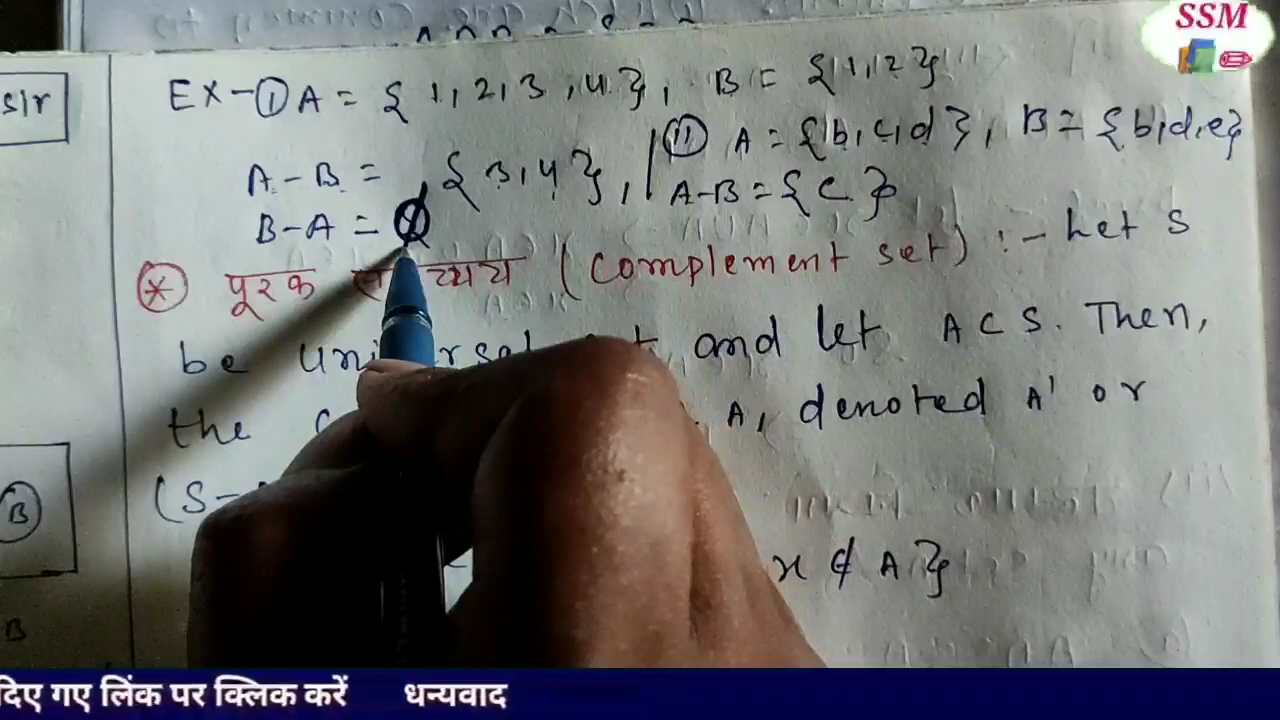 SSM
s/r
EX-① A = {1,2,3,4}, B = {1,2}
A-B = {3,4},
B-A = ∅
⑪ A = {b,c,d}, B = {b,d,e}
A-B = {c}
* पूरक (Complement set) :- Let S
be and let A ⊂ S. Then,
the A, denoted A' or
(S-
x ∉ A}
B
B
दिए गए लिंक पर क्लिक करें धन्यवाद